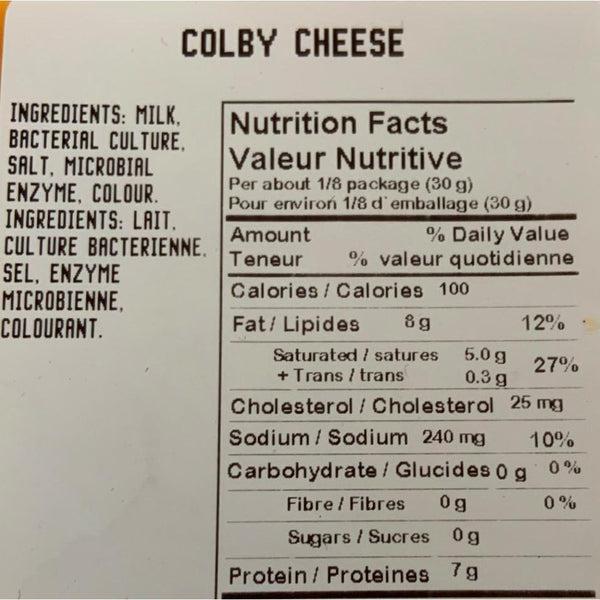 COLBY CHEESE
INGREDIENTS: MILK,
BACTERIAL CULTURE,
SALT, MICROBIAL
ENZYME, COLOUR.
INGREDIENTS: LAIT,
CULTURE BACTERIENNE,
SEL, ENZYME
MICROBIENNE,
COLOURANT.
Nutrition Facts
Valeur Nutritive
Per about 1/8 package (30 g)
Pour environ 1/8 d'emballage (30 g)
Amount % Daily Value
Teneur % valeur quotidienne
Calories / Calories 100
Fat / Lipides 8 g 12%
Saturated / satures 5.0 g
+ Trans / trans 0.3 g 27%
Cholesterol / Cholesterol 25 mg
Sodium / Sodium 240 mg 10%
Carbohydrate / Glucides 0 g 0 %
Fibre / Fibres 0 g 0 %
Sugars / Sucres 0 g
Protein / Proteines 7 g